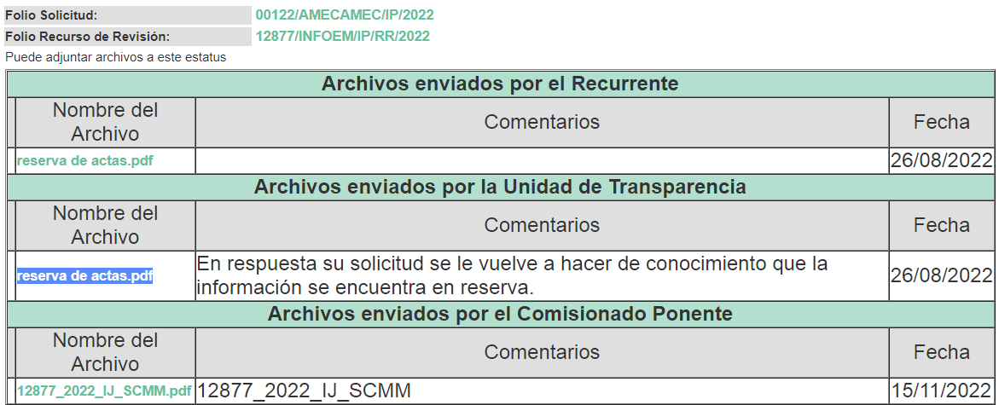 Folio Solicitud: 00122/AMECAMEC/IP/2022
Folio Recurso de Revisión: 12877/INFOEM/IP/RR/2022
Puede adjuntar archivos a este estatus
Archivos enviados por el Recurrente
Nombre del
Archivo
Comentarios
Fecha
reserva de actas.pdf 26/08/2022
Archivos enviados por la Unidad de Transparencia
Nombre del
Archivo
Comentarios
Fecha
reserva de actas.pdf
En respuesta su solicitud se le vuelve a hacer de conocimiento que la
información se encuentra en reserva.
26/08/2022
Archivos enviados por el Comisionado Ponente
Nombre del
Archivo
Comentarios
Fecha
12877_2022_IJ_SCMM.pdf 12877_2022_IJ_SCMM 15/11/2022